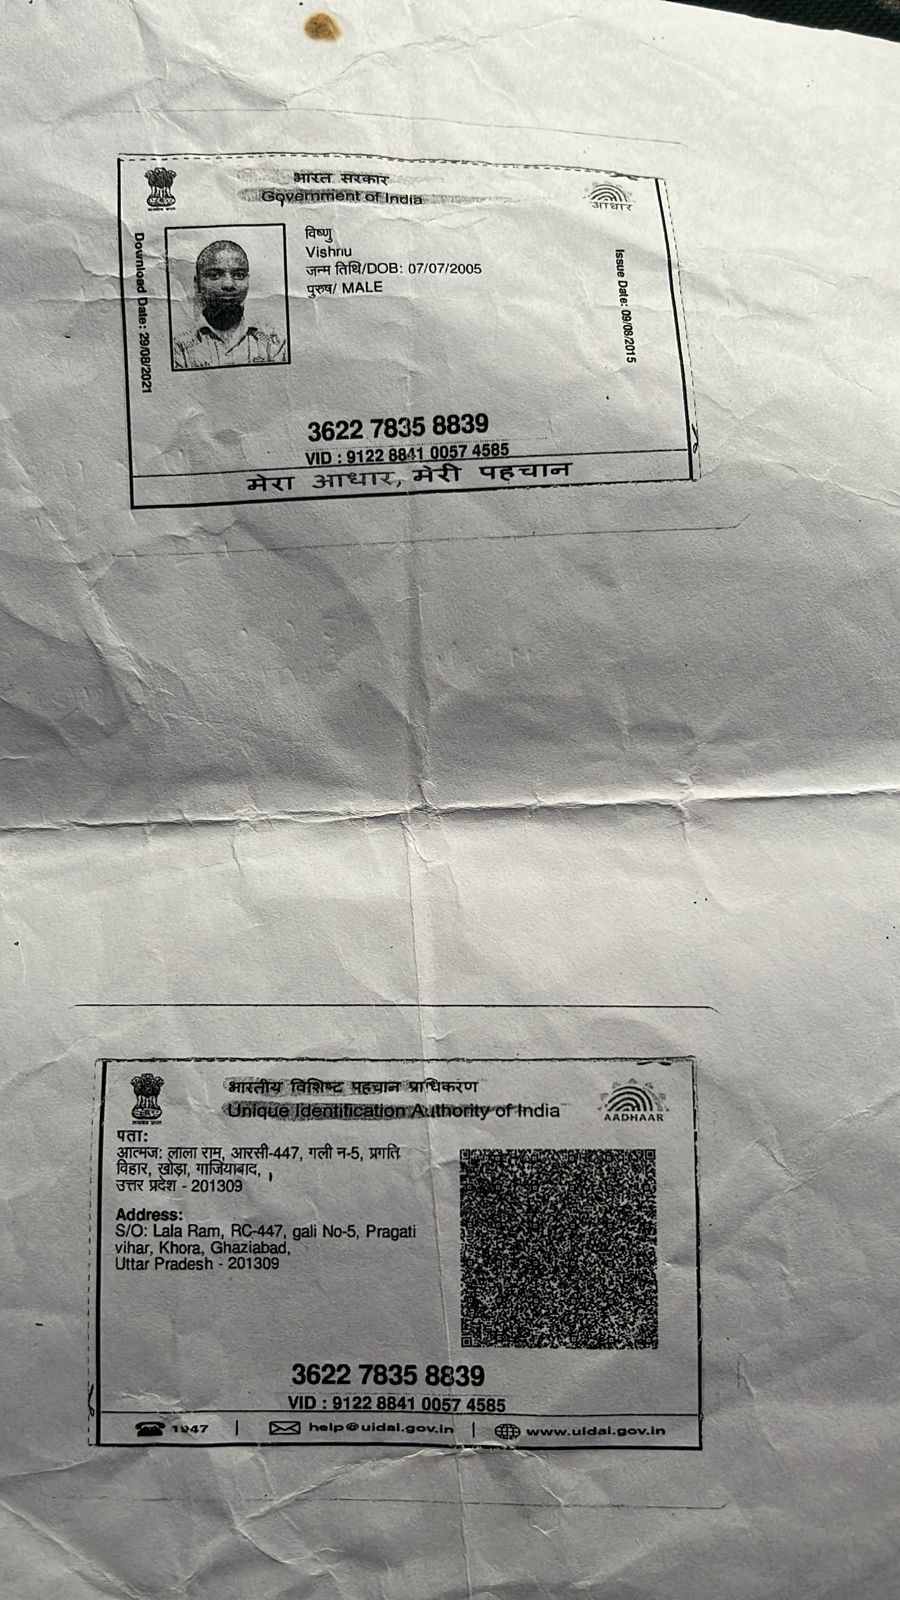 भारत सरकार
Government of India
आधार
Download Date: 29/08/2021
विष्णु
Vishnu
जन्म तिथि/DOB: 07/07/2005
पुरुष/ MALE
Issue Date: 09/08/2015
3622 7835 8839
VID : 9122 8841 0057 4585
मेरा आधार, मेरी पहचान
भारतीय विशिष्ट पहचान प्राधिकरण
Unique Identification Authority of India
AADHAAR
पता:
आत्मज: लाला राम, आरसी-447, गली न-5, प्रगति
विहार, खोड़ा, गाजियाबाद,
उत्तर प्रदेश - 201309
Address:
S/O: Lala Ram, RC-447, gali No-5, Pragati
vihar, Khora, Ghaziabad,
Uttar Pradesh - 201309
3622 7835 8839
VID : 9122 8841 0057 4585
1947 | help@uidai.gov.in | www.uidai.gov.in